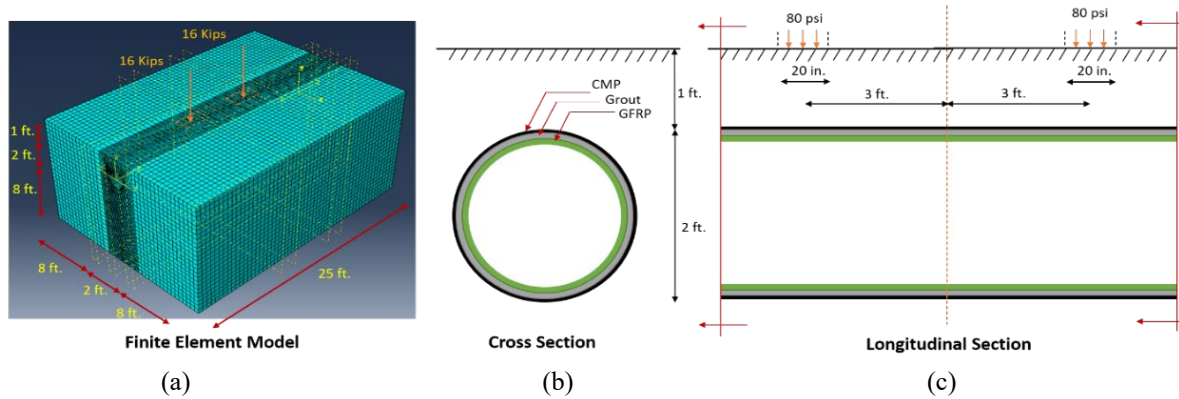 16 Kips
16 Kips
1 ft.
2 ft.
8 ft.
8 ft.
2 ft.
8 ft.
25 ft.
Finite Element Model
(a)
CMP
Grout
GFRP
1 ft.
2 ft.
Cross Section
(b)
80 psi
80 psi
20 in.
20 in.
3 ft.
3 ft.
Longitudinal Section
(c)